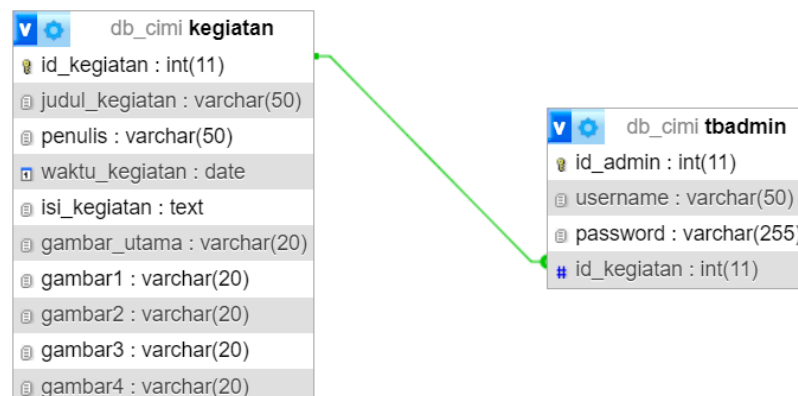 db_cimi kegiatan
id_kegiatan : int(11)
judul_kegiatan : varchar(50)
penulis : varchar(50)
waktu_kegiatan : date
isi_kegiatan : text
gambar_utama : varchar(20)
gambar1 : varchar(20)
gambar2 : varchar(20)
gambar3 : varchar(20)
gambar4 : varchar(20)
db_cimi tbadmin
id_admin : int(11)
username : varchar(50)
password : varchar(255)
# id_kegiatan : int(11)